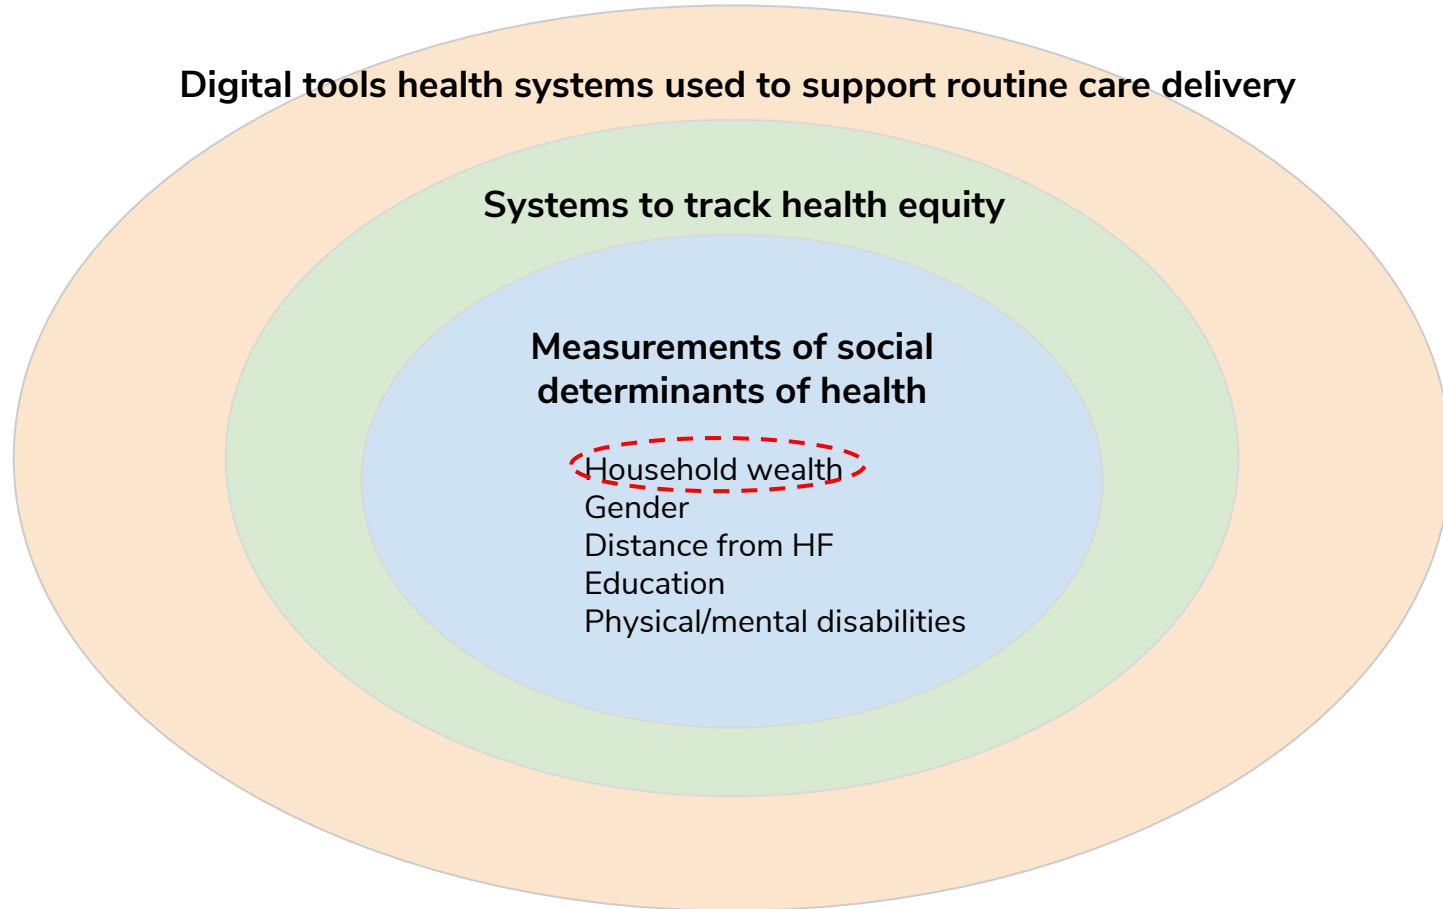 Digital tools health systems used to support routine care delivery
Systems to track health equity
Measurements of social
determinants of health
Household wealth
Gender
Distance from HF
Education
Physical/mental disabilities